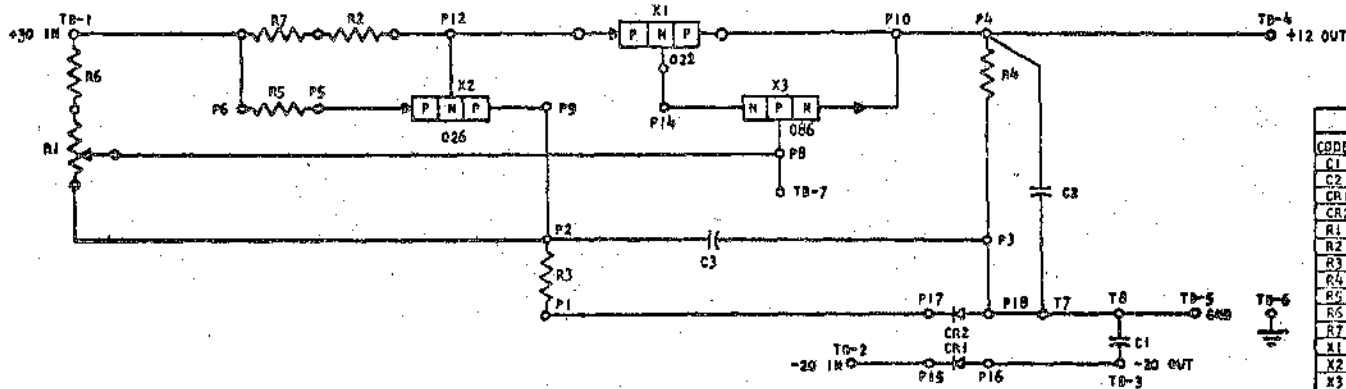 X1
TB-1 R7 R2 P12 P10 P4 TB-4
+30 IN P N P +12 OUT
022
R6 R4
X2 X3
P6 R5 P5 P N P P9 P14 N P N
026 086
R1 P8
TB-7 C2
P2 P3
C3
R3
P1 P17 P18 T7 T8 TB-5 TB-6
GND
CR2
TB-2 CR1 C1
-20 IN -20 OUT
P15 P16 TB-3
CODE
C1
C2
CR1
CR2
R1
R2
R3
R4
R5
R6
R7
X1
X2
X3